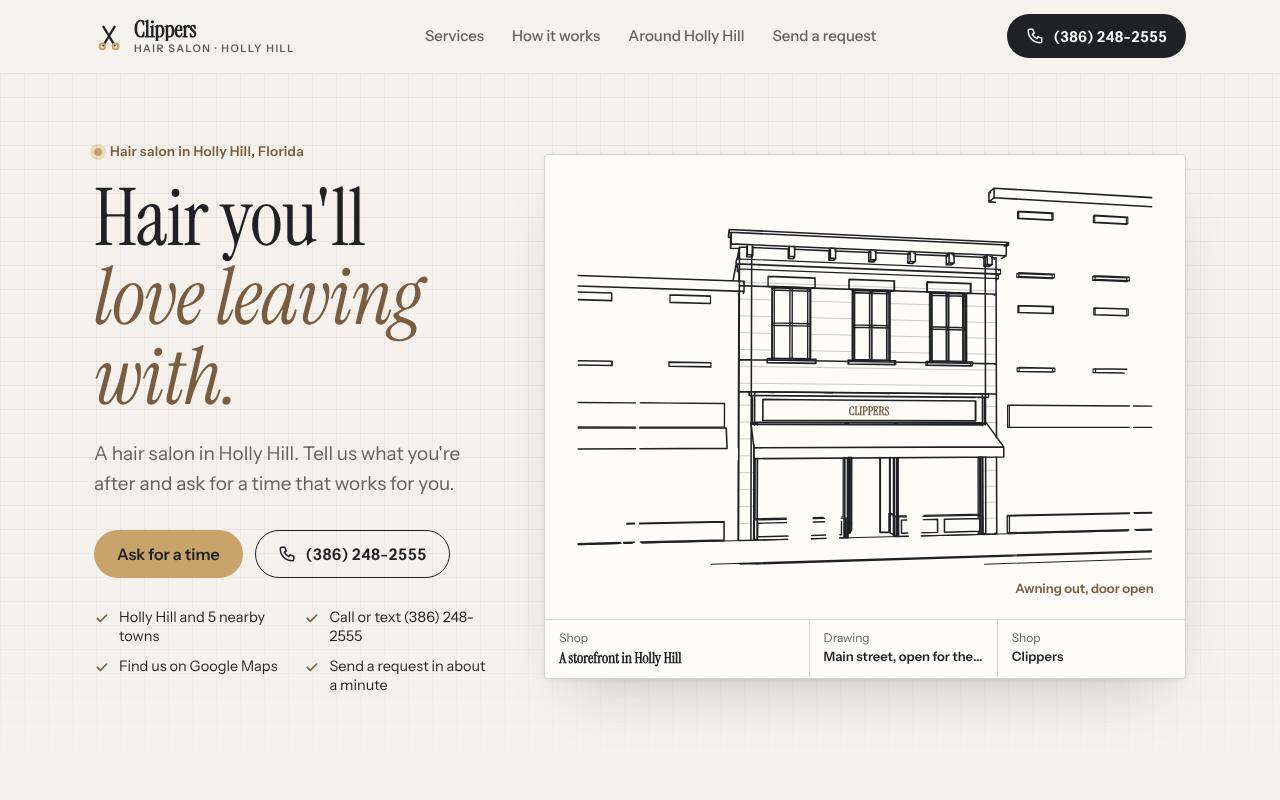 Clippers
HAIR SALON · HOLLY HILL
Services
How it works
Around Holly Hill
Send a request
(386) 248-2555
Hair salon in Holly Hill, Florida
Hair you'll
love leaving
with.
A hair salon in Holly Hill. Tell us what you're
after and ask for a time that works for you.
Ask for a time
(386) 248-2555
Holly Hill and 5 nearby
towns
Call or text (386) 248-
2555
Find us on Google Maps
Send a request in about
a minute
CLIPPERS
Awning out, door open
Shop
A storefront in Holly Hill
Drawing
Main street, open for the...
Shop
Clippers